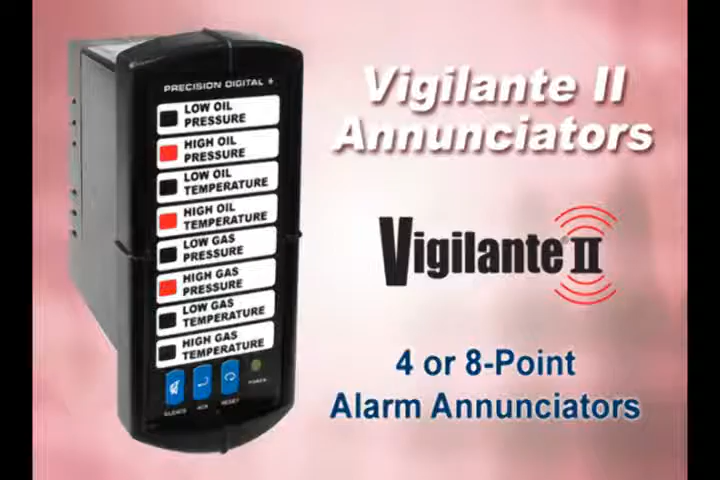 PRECISION DIGITAL
LOW OIL
PRESSURE
HIGH OIL
PRESSURE
LOW OIL
TEMPERATURE
HIGH OIL
TEMPERATURE
LOW GAS
PRESSURE
HIGH GAS
PRESSURE
LOW GAS
TEMPERATURE
HIGH GAS
TEMPERATURE
SILENCE
ACK
RESET
POWER
Vigilante II
Annunciators
Vigilante II
4 or 8-Point
Alarm Annunciators